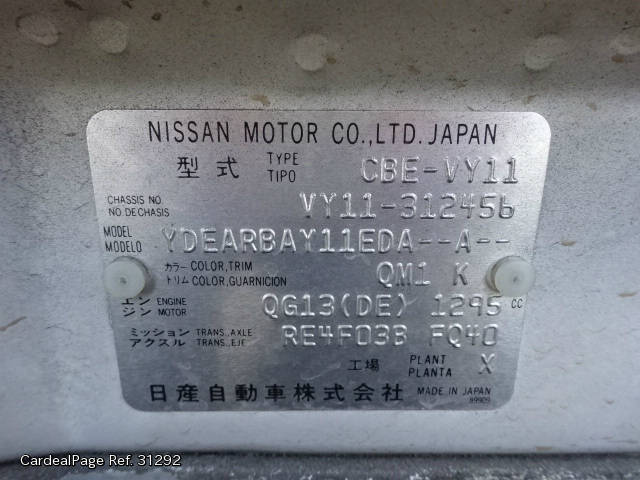 NISSAN MOTOR CO.,LTD. JAPAN
型式 TYPE TIPO CBE-VY11
CHASSIS NO. NO DE CHASIS VY11-312456
MODEL MODELO YDEARBAY11EDA--A--
カラー COLOR,TRIM
トリム COLOR,GUARNICION QM1 K
エンジン ENGINE MOTOR QG13(DE) 1295 CC
ミッション TRANS.,AXLE
アクスル TRANS.,EJE RE4F03B FQ40
工場 PLANT PLANTA X
日産自動車株式会社 MADE IN JAPAN
89909
CardealPage Ref. 31292